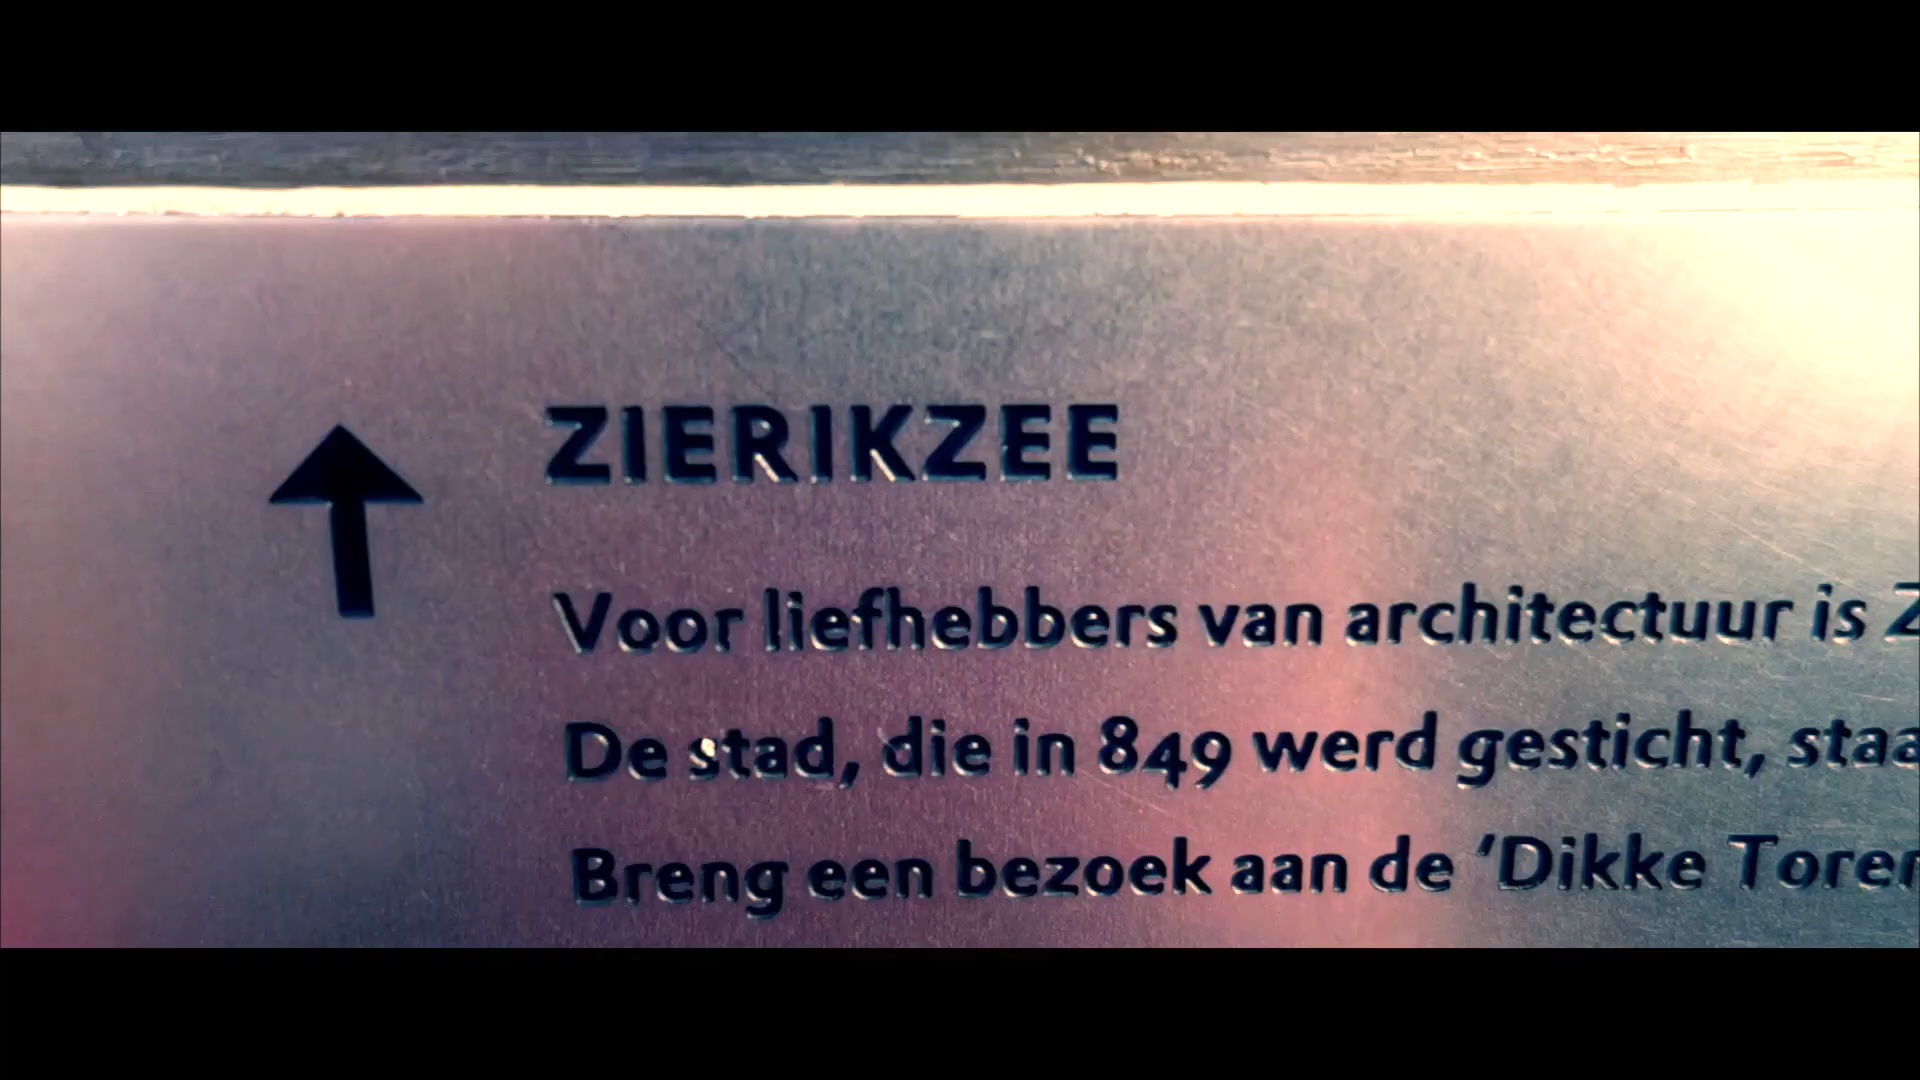 ZIERIKZEE
Voor liefhebbers van architectuur is
De stad, die in 849 werd gesticht,
Breng een bezoek aan de ‘Dikke